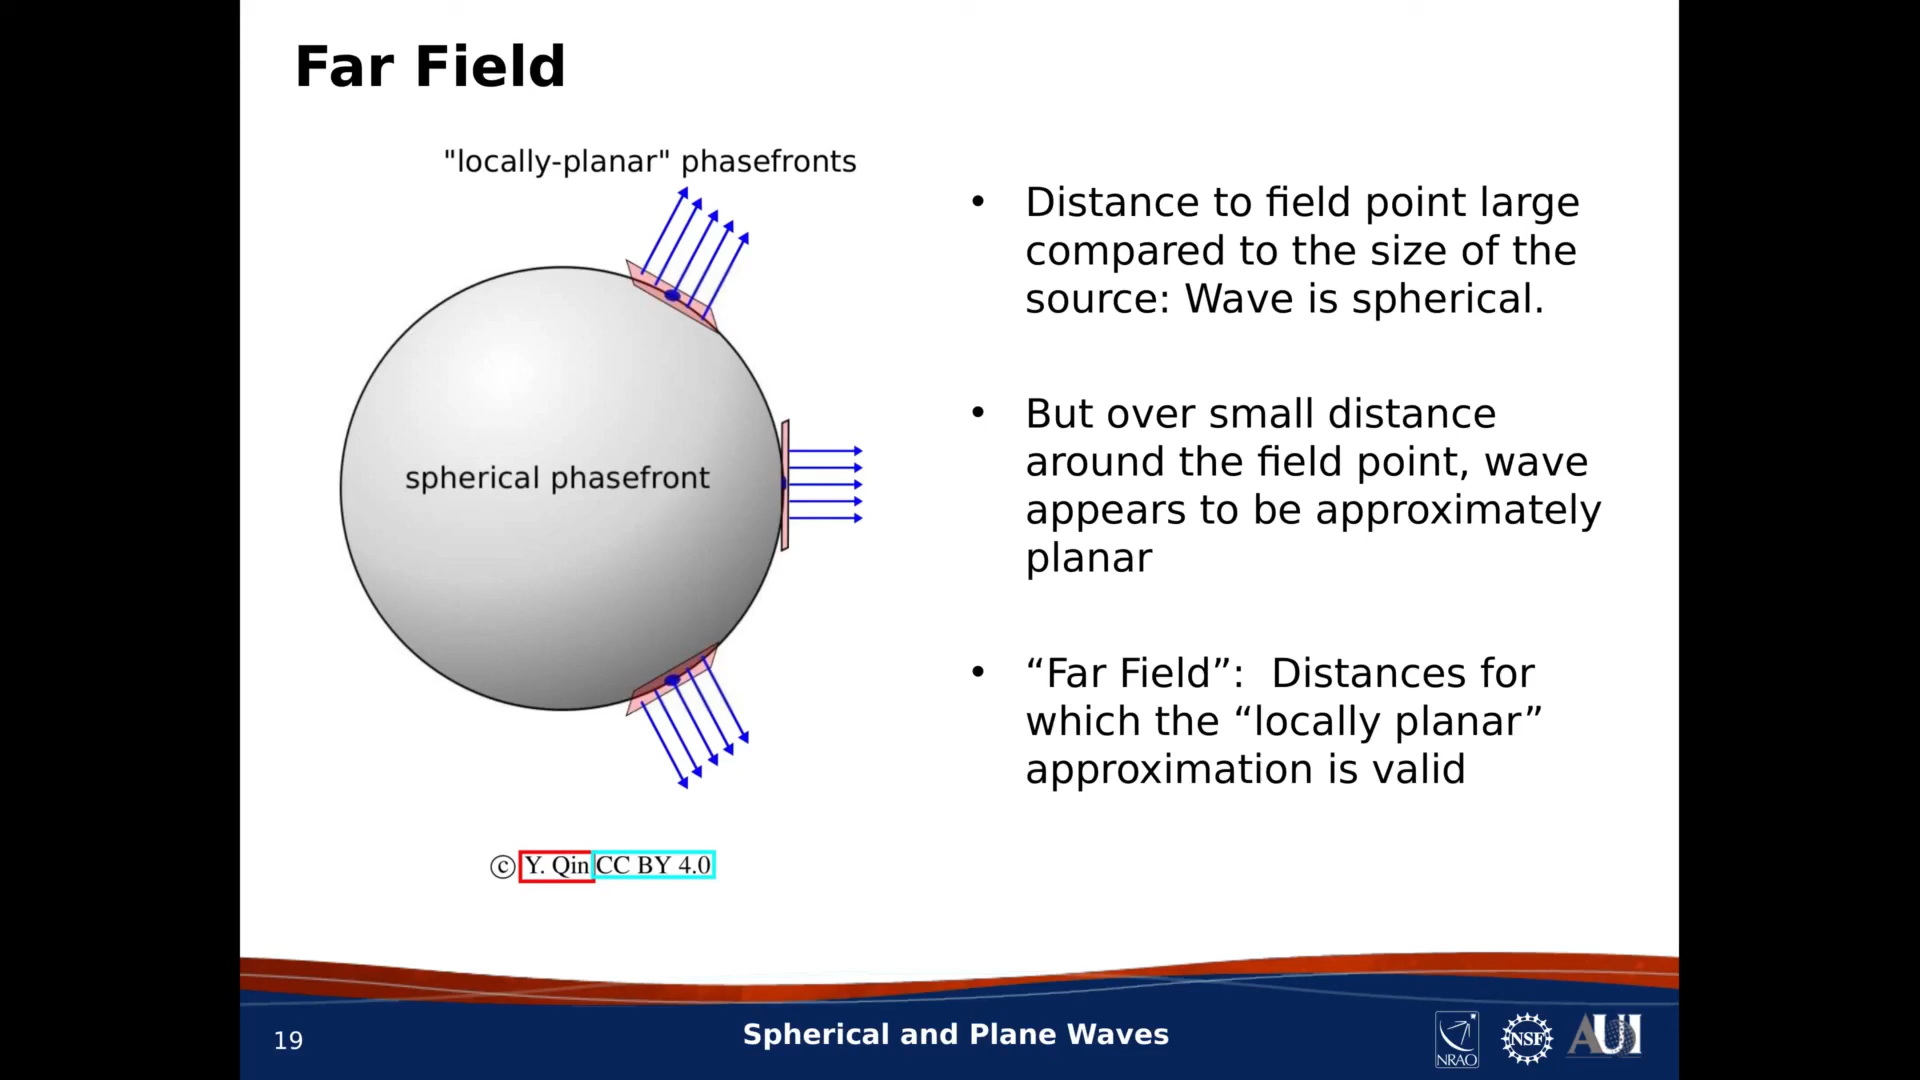 Far Field
"locally-planar" phasefronts
spherical phasefront
© Y. Qin CC BY 4.0
• Distance to field point large
compared to the size of the
source: Wave is spherical.
• But over small distance
around the field point, wave
appears to be approximately
planar
• “Far Field”:  Distances for
which the “locally planar”
approximation is valid
19
Spherical and Plane Waves
NRAO
NSF
AUI